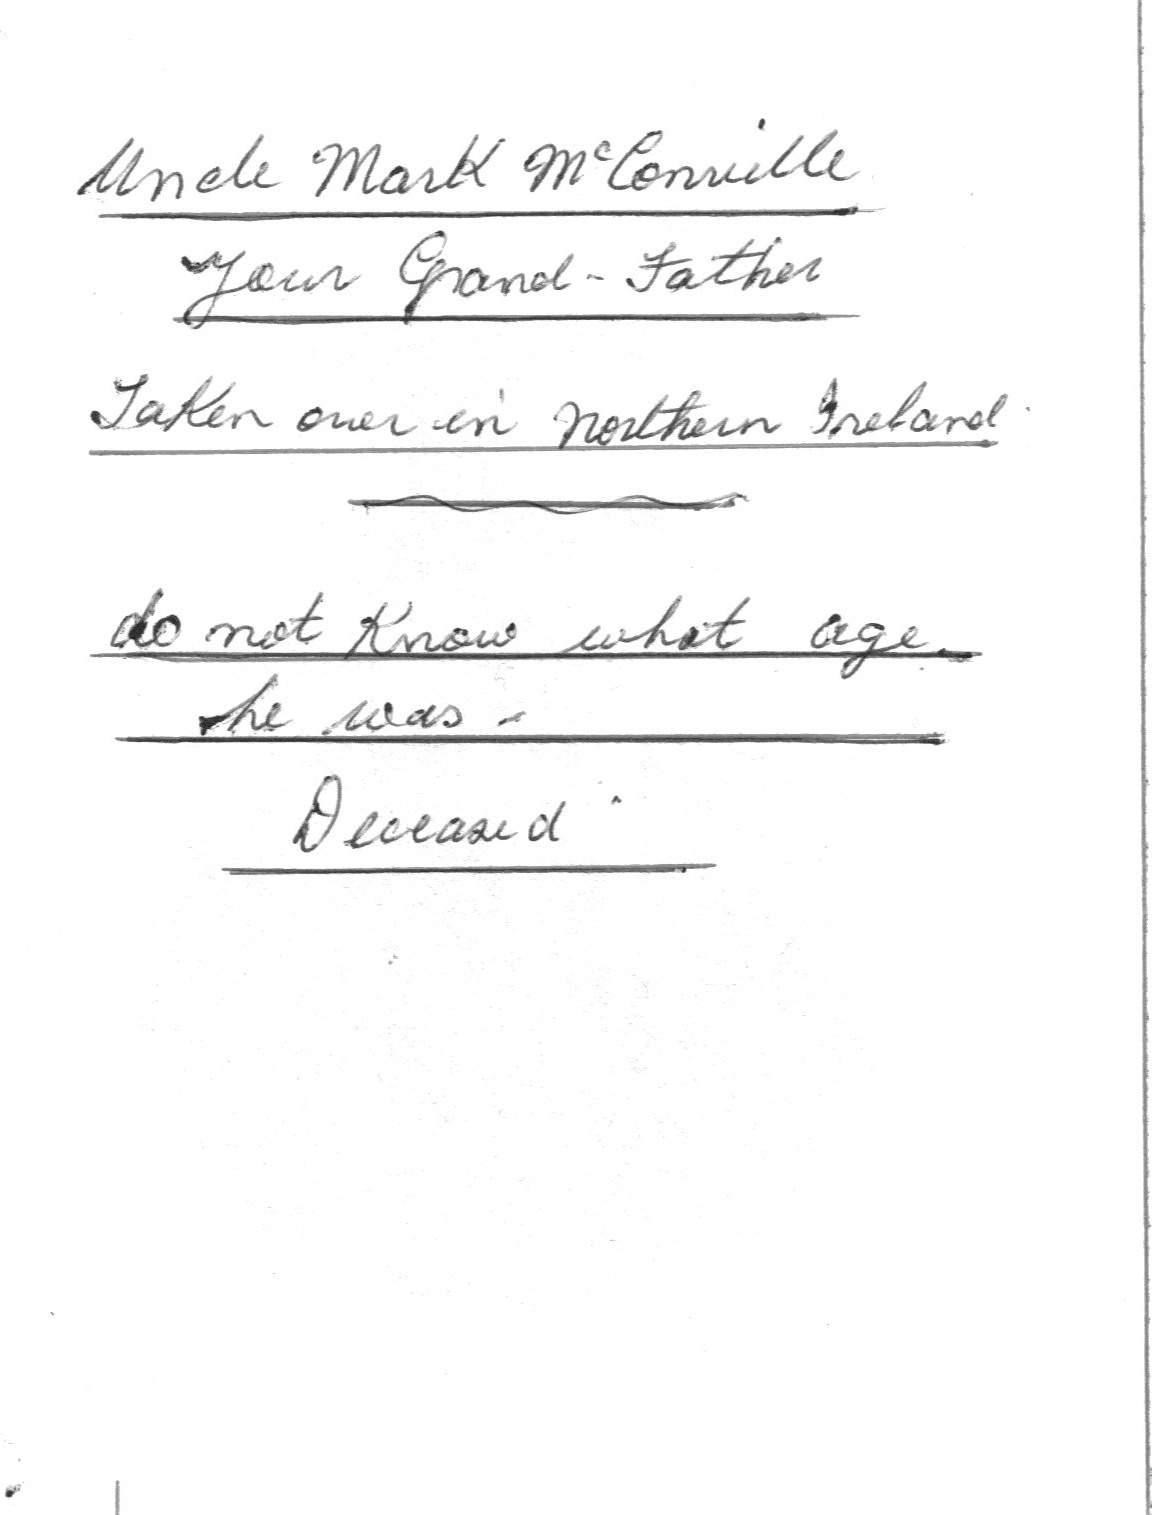 Uncle Mark McConville
Your Grand-Father
Taken over in Northern Ireland.
do not Know what age
he was -
Deceased